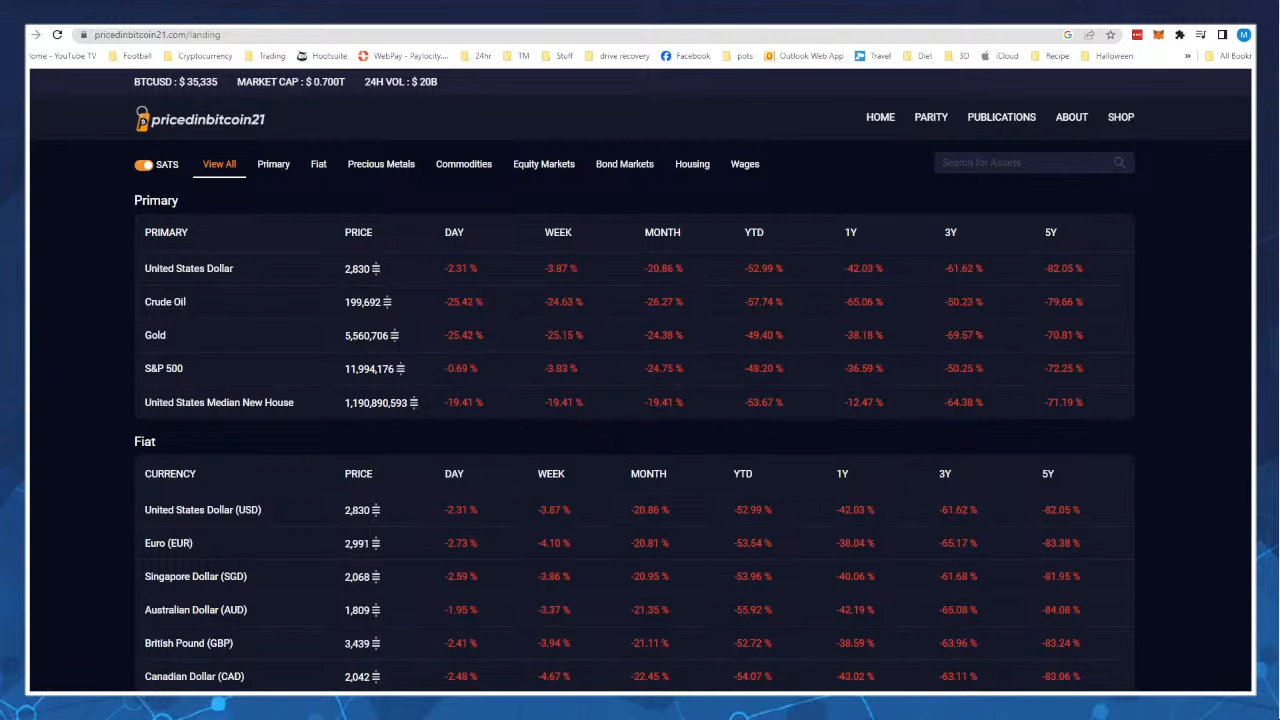 pricedinbitcoin21.com/landing
M
Home - YouTube TV Football Cryptocurrency Trading Hootsuite WebPay - Paylocity.... 24hr TM Stuff drive recovery Facebook pots Outlook Web App Travel Diet 3D iCloud Recipe Halloween » All Bookr
BTCUSD : $ 35,335 MARKET CAP : $ 0.700T 24H VOL : $ 20B
pricedinbitcoin21 HOME PARITY PUBLICATIONS ABOUT SHOP
SATS View All Primary Fiat Precious Metals Commodities Equity Markets Bond Markets Housing Wages Search for Assets
Primary
PRIMARY PRICE DAY WEEK MONTH YTD 1Y 3Y 5Y
United States Dollar 2,830 -2.31 % -3.87 % -20.86 % -52.99 % -42.03 % -61.62 % -82.05 %
Crude Oil 199,692 -25.42 % -24.63 % -26.27 % -57.74 % -65.06 % -50.23 % -79.66 %
Gold 5,560,706 -25.42 % -25.15 % -24.38 % -49.40 % -38.18 % -69.57 % -70.81 %
S&P 500 11,994,176 -0.69 % -3.83 % -24.75 % -48.20 % -36.59 % -50.25 % -72.25 %
United States Median New House 1,190,890,593 -19.41 % -19.41 % -19.41 % -53.67 % -12.47 % -64.38 % -71.19 %
Fiat
CURRENCY PRICE DAY WEEK MONTH YTD 1Y 3Y 5Y
United States Dollar (USD) 2,830 -2.31 % -3.87 % -20.86 % -52.99 % -42.03 % -61.62 % -82.05 %
Euro (EUR) 2,991 -2.73 % -4.10 % -20.81 % -53.54 % -38.04 % -65.17 % -83.38 %
Singapore Dollar (SGD) 2,068 -2.59 % -3.86 % -20.95 % -53.96 % -40.06 % -61.68 % -81.95 %
Australian Dollar (AUD) 1,809 -1.95 % -3.37 % -21.35 % -55.92 % -42.19 % -65.08 % -84.08 %
British Pound (GBP) 3,439 -2.41 % -3.94 % -21.11 % -52.72 % -38.59 % -63.96 % -83.24 %
Canadian Dollar (CAD) 2,042 -2.48 % -4.67 % -22.45 % -54.07 % -43.02 % -63.11 % -83.06 %